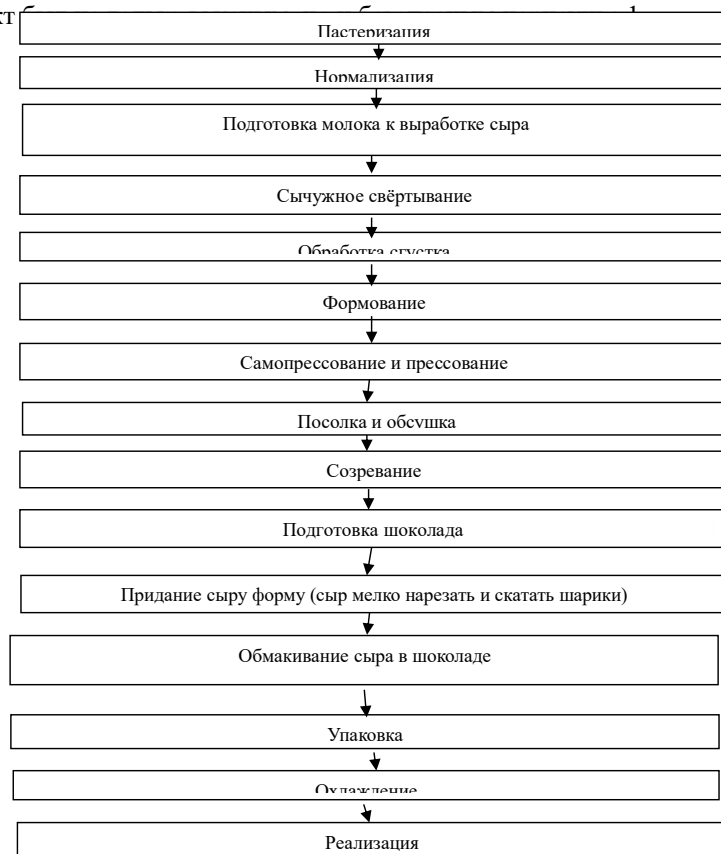 Пастеризация
Нормализация
Подготовка молока к выработке сыра
Сычужное свёртывание
Обработка сгустка
Формование
Самопрессование и прессование
Посолка и обсушка
Созревание
Подготовка шоколада
Придание сыру форму (сыр мелко нарезать и скатать шарики)
Обмакивание сыра в шоколаде
Упаковка
Охлаждение
Реализация